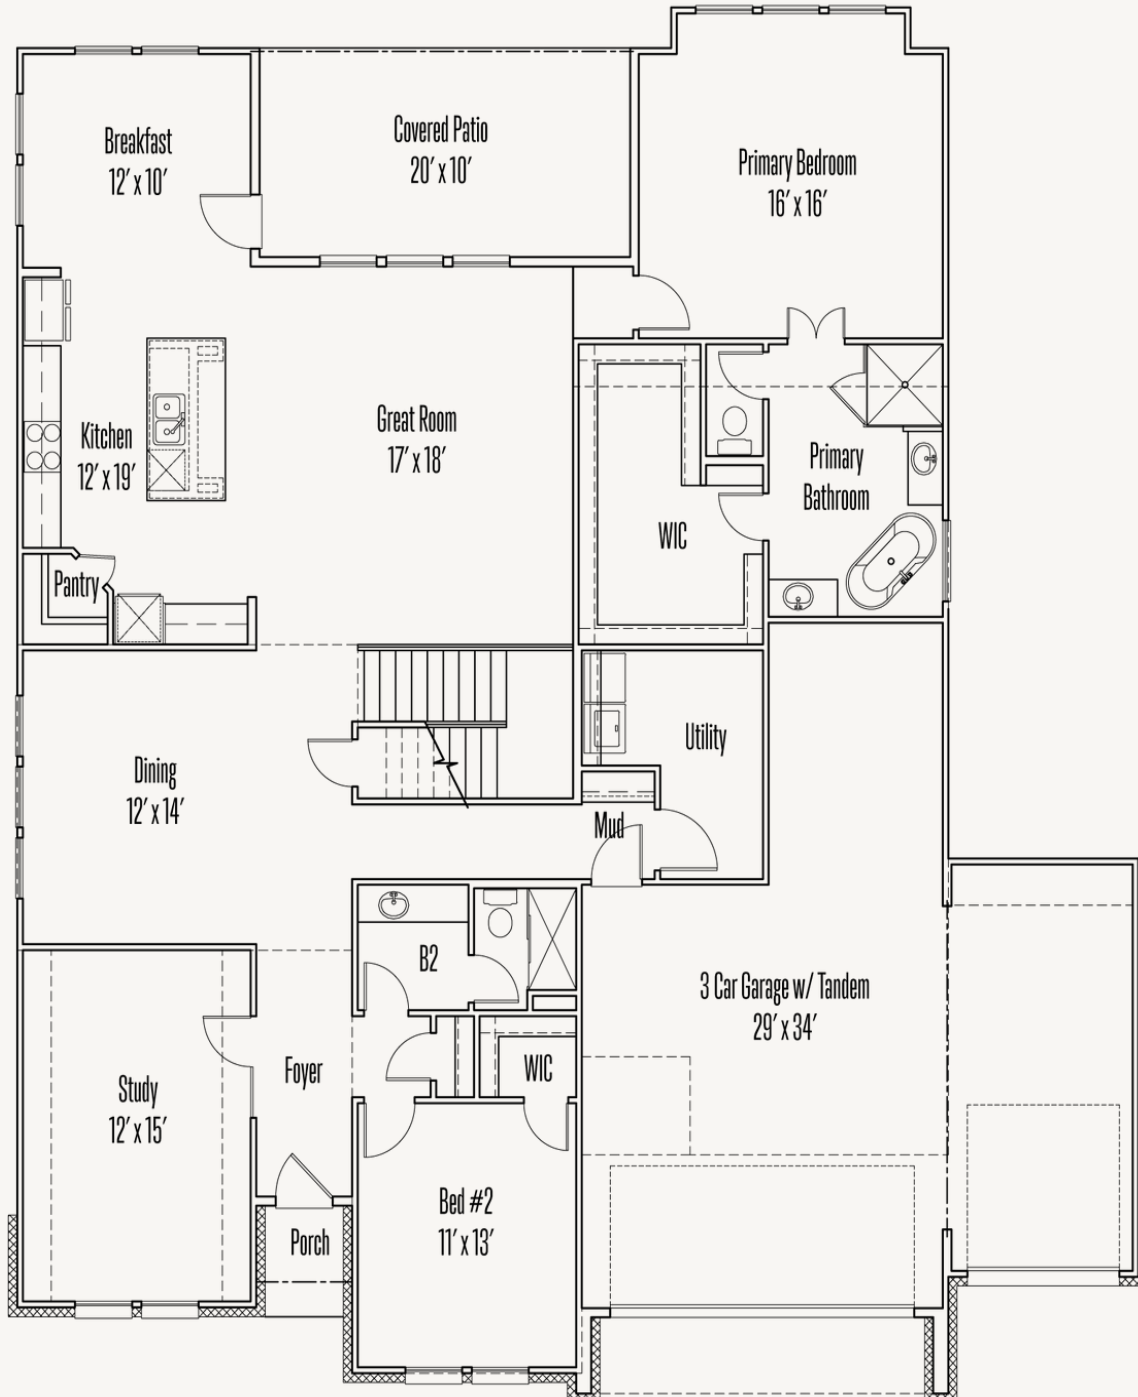 Breakfast
12' x 10'
Covered Patio
20' x 10'
Primary Bedroom
16' x 16'
Kitchen
12' x 19'
Great Room
17' x 18'
Primary
Bathroom
WIC
Pantry
Utility
Dining
12' x 14'
Mud
B2
3 Car Garage w/ Tandem
29' x 34'
Foyer
WIC
Study
12' x 15'
Bed #2
11' x 13'
Porch